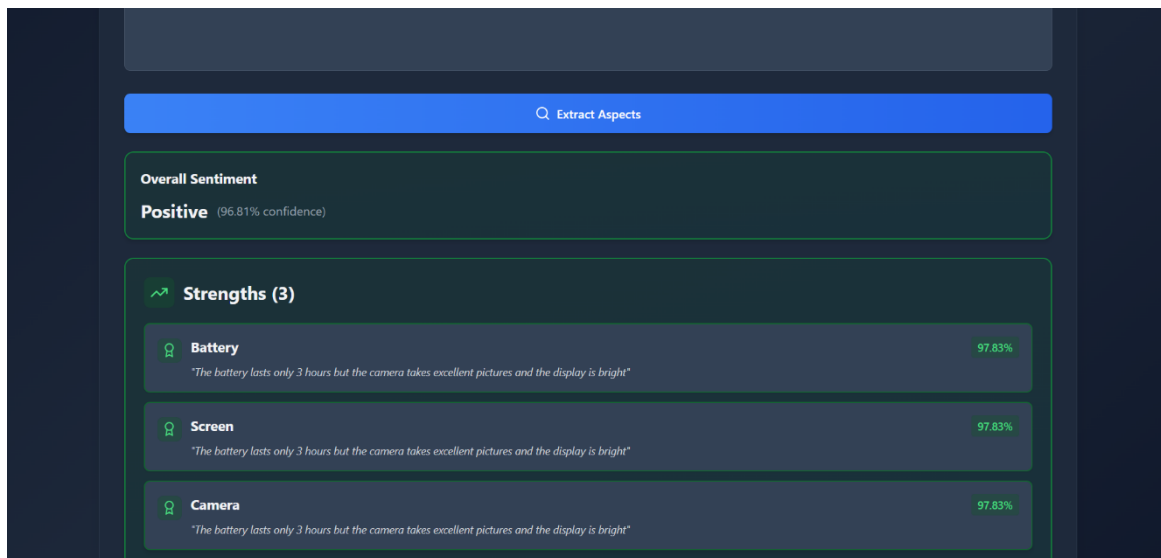 Extract Aspects
Overall Sentiment
Positive (96.81% confidence)
Strengths (3)
Battery 97.83%
"The battery lasts only 3 hours but the camera takes excellent pictures and the display is bright"
Screen 97.83%
"The battery lasts only 3 hours but the camera takes excellent pictures and the display is bright"
Camera 97.83%
"The battery lasts only 3 hours but the camera takes excellent pictures and the display is bright"